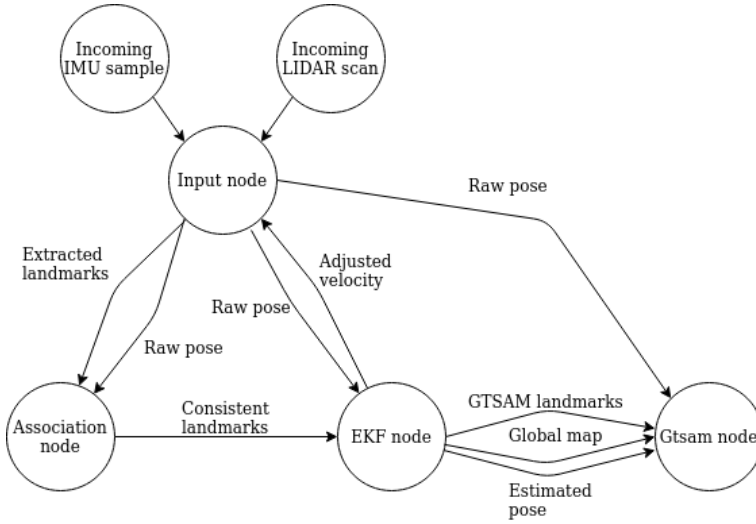 Incoming
IMU sample
Incoming
LIDAR scan
Input node
Raw pose
Extracted
landmarks
Adjusted
velocity
Raw pose
Raw pose
Association
node
Consistent
landmarks
EKF node
GTSAM landmarks
Global map
Estimated
pose
Gtsam node